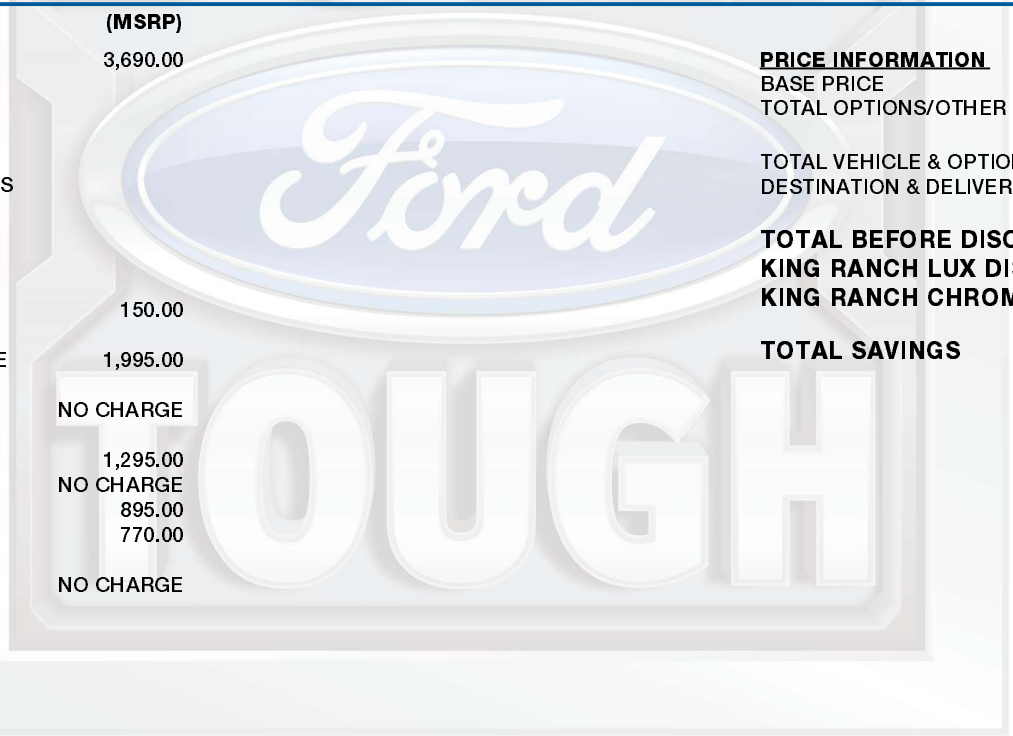 (MSRP)
3,690.00
S
150.00
E 1,995.00
NO CHARGE
1,295.00
NO CHARGE
895.00
770.00
NO CHARGE
PRICE INFORMATION
BASE PRICE
TOTAL OPTIONS/OTHER
TOTAL VEHICLE & OPTIO
DESTINATION & DELIVER
TOTAL BEFORE DISC
KING RANCH LUX DIS
KING RANCH CHROM
TOTAL SAVINGS
Ford
TOUGH